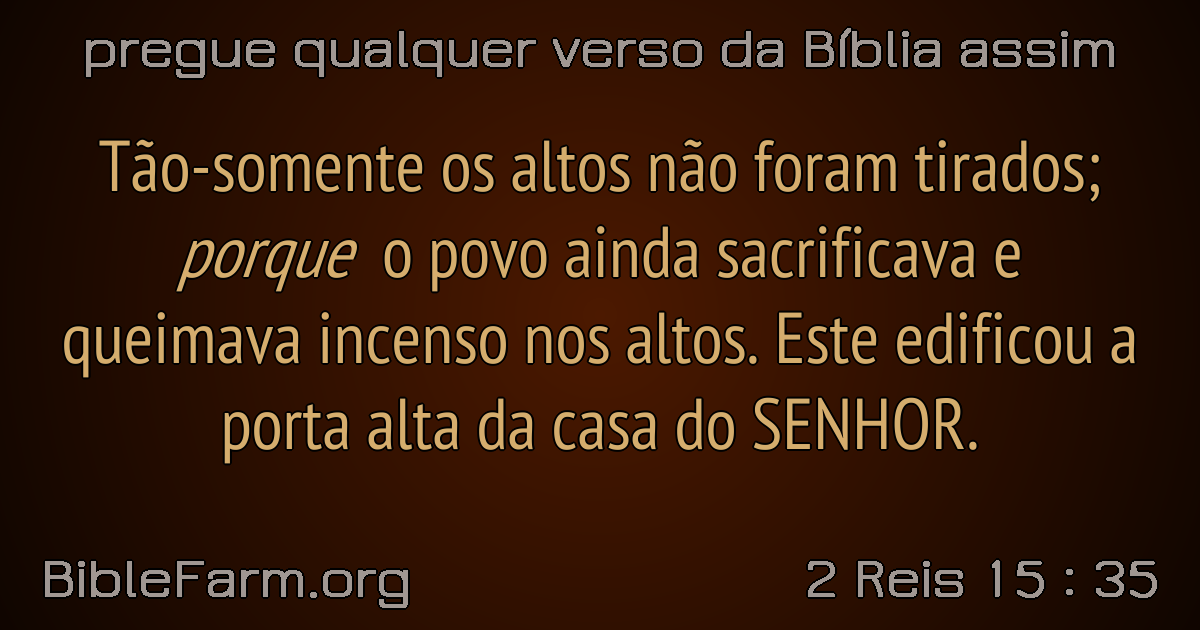 pregue qualquer verso da Bíblia assim
Tão-somente os altos não foram tirados;
porque o povo ainda sacrificava e
queimava incenso nos altos. Este edificou a
porta alta da casa do SENHOR.
BibleFarm.org
2 Reis 15 : 35